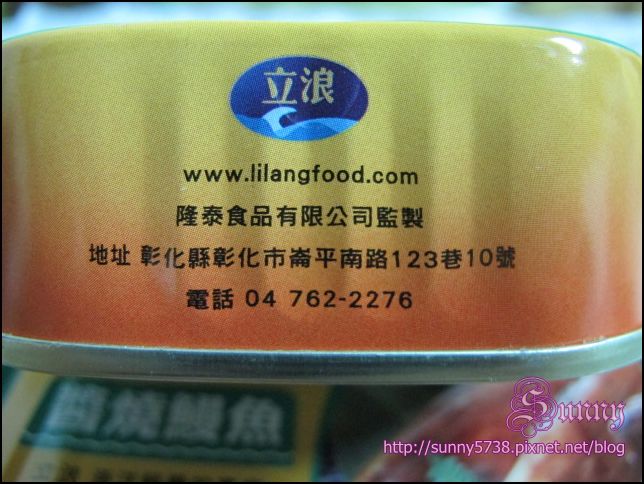 立浪
www.lilangfood.com
隆泰食品有限公司監製
地址 彰化縣彰化市崙平南路123巷10號
電話 04 762-2276
醬燒鰻魚
Sunny
http://sunny5738.pixnet.net/blog